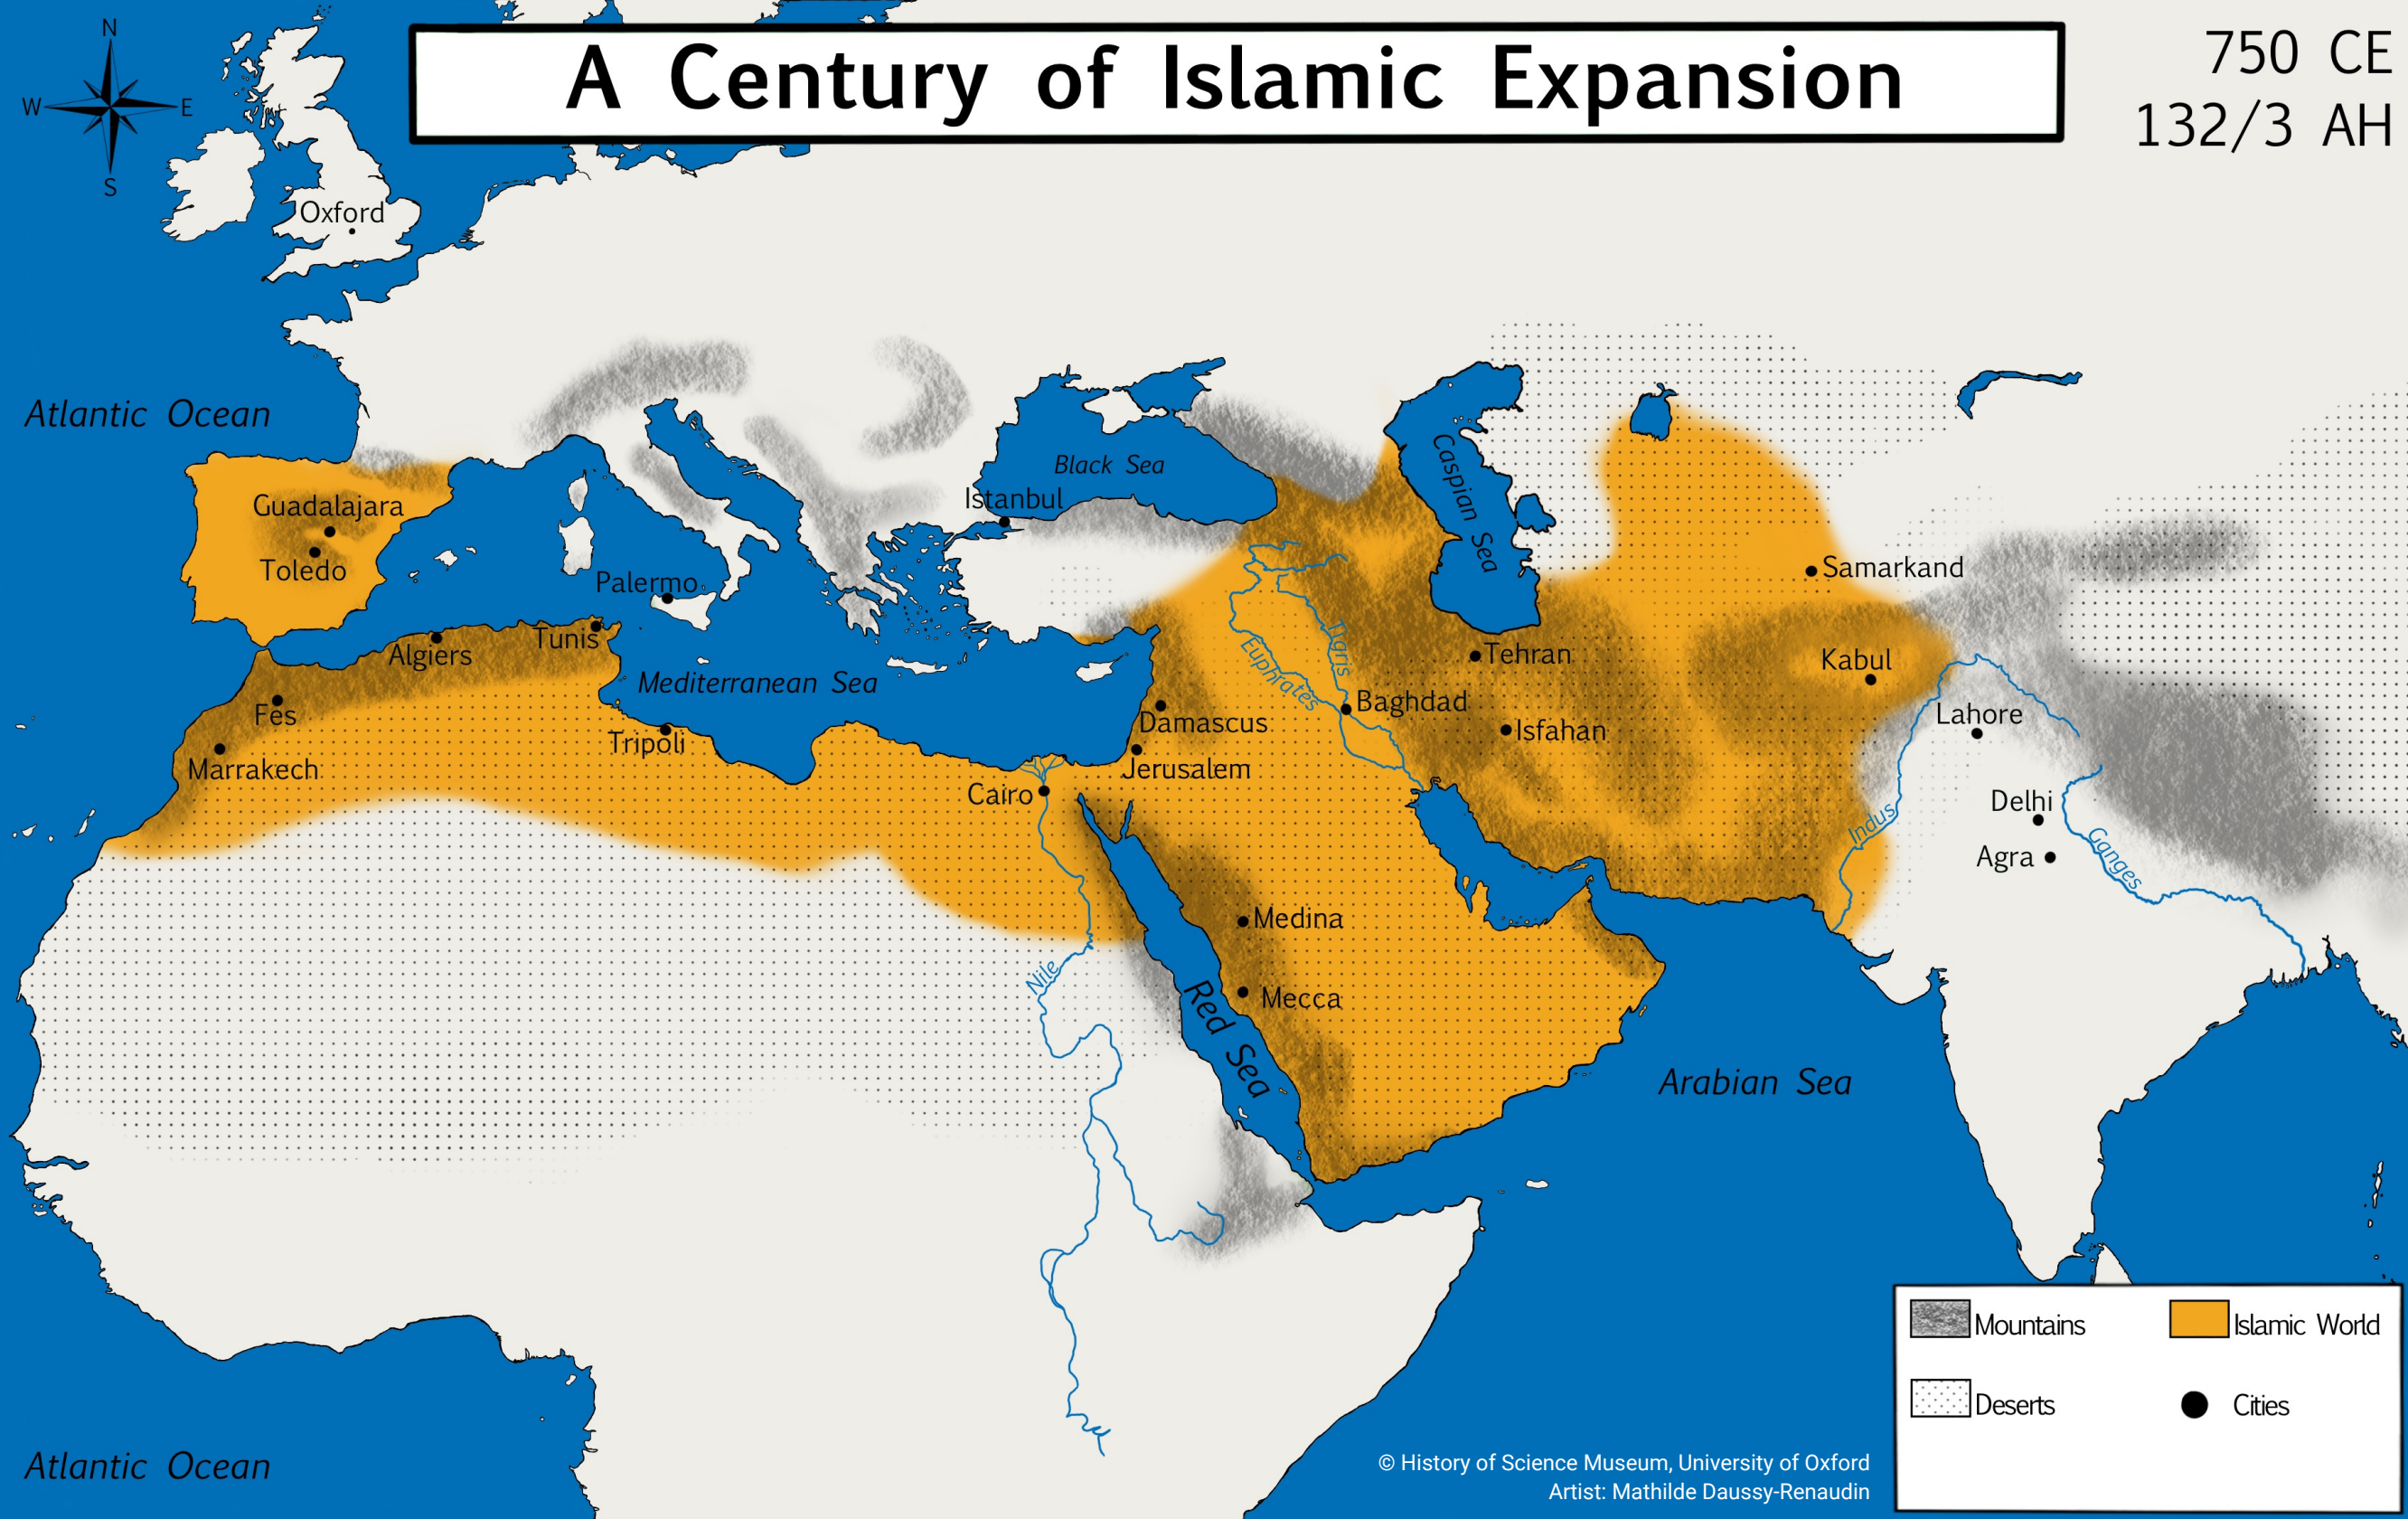 A Century of Islamic Expansion
750 CE
132/3 AH
N
W
E
S
Oxford
Atlantic Ocean
Black Sea
Caspian Sea
Istanbul
Guadalajara
Toledo
Palermo
Samarkand
Tunis
Algiers
Mediterranean Sea
Tigris
Euphrates
Tehran
Kabul
Fes
Baghdad
Lahore
Damascus
Isfahan
Tripoli
Marrakech
Jerusalem
Cairo
Delhi
Indus
Ganges
Agra
Medina
Nile
Mecca
Red Sea
Arabian Sea
Mountains
Islamic World
Deserts
Cities
Atlantic Ocean
© History of Science Museum, University of Oxford
Artist: Mathilde Daussy-Renaudin